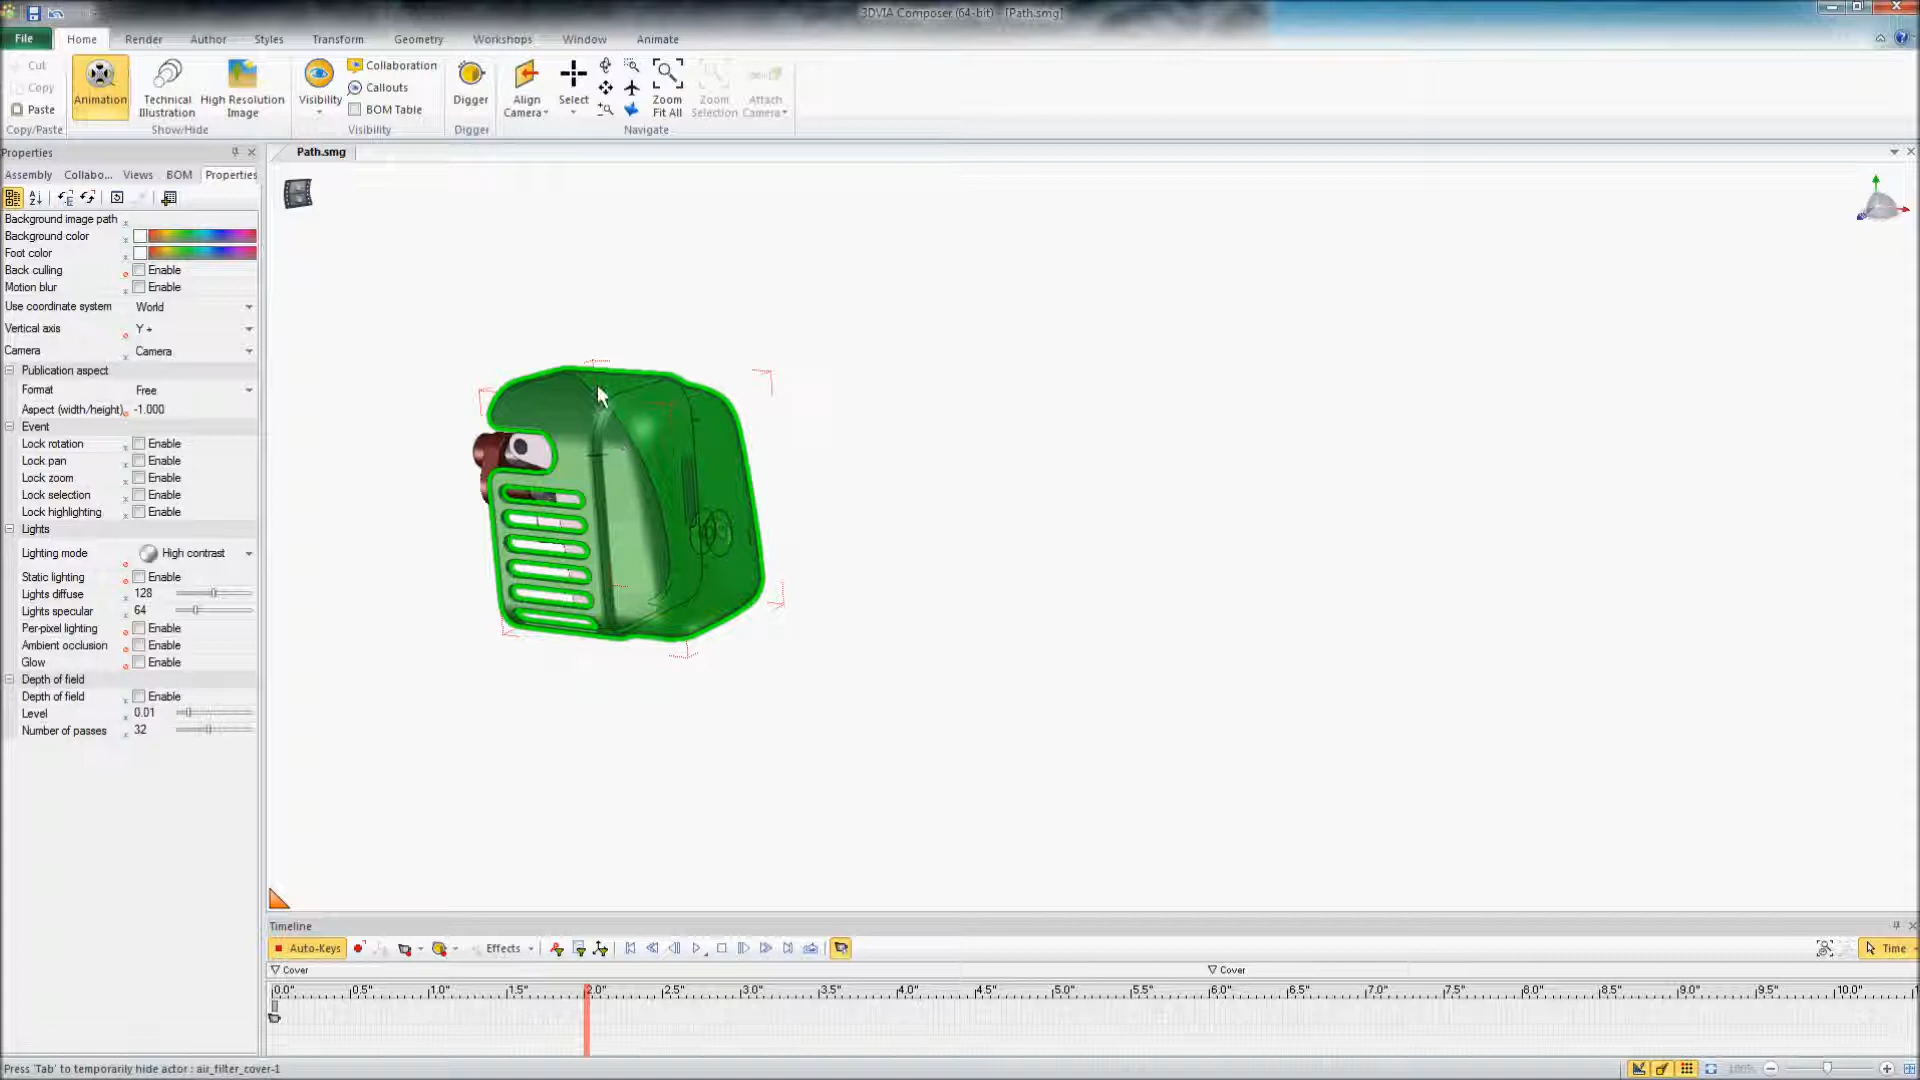 3DVIA Composer (64-bit) - [Path.smg]
File Home Render Author Styles Transform Geometry Workshops Window Animate
Cut
Copy
Paste
Copy/Paste
Animation
Technical Illustration
High Resolution Image
Show/Hide
Visibility
Collaboration
Callouts
BOM Table
Visibility
Digger
Digger
Align Camera
Select
Zoom Fit All
Zoom Selection
Attach Camera
Navigate
Properties
Path.smg
Assembly Collabo... Views BOM Properties
Background image path
Background color
Foot color
Back culling Enable
Motion blur Enable
Use coordinate system World
Vertical axis Y +
Camera Camera
Publication aspect
Format Free
Aspect (width/height) -1.000
Event
Lock rotation Enable
Lock pan Enable
Lock zoom Enable
Lock selection Enable
Lock highlighting Enable
Lights
Lighting mode High contrast
Static lighting Enable
Lights diffuse 128
Lights specular 64
Per-pixel lighting Enable
Ambient occlusion Enable
Glow Enable
Depth of field
Depth of field Enable
Level 0.01
Number of passes 32
Timeline
Auto-Keys Effects Time
Cover Cover
0.0" 0.5" 1.0" 1.5" 2.0" 2.5" 3.0" 3.5" 4.0" 4.5" 5.0" 5.5" 6.0" 6.5" 7.0" 7.5" 8.0" 8.5" 9.0" 9.5" 10.0"
Press 'Tab' to temporarily hide actor : air_filter_cover-1
100%